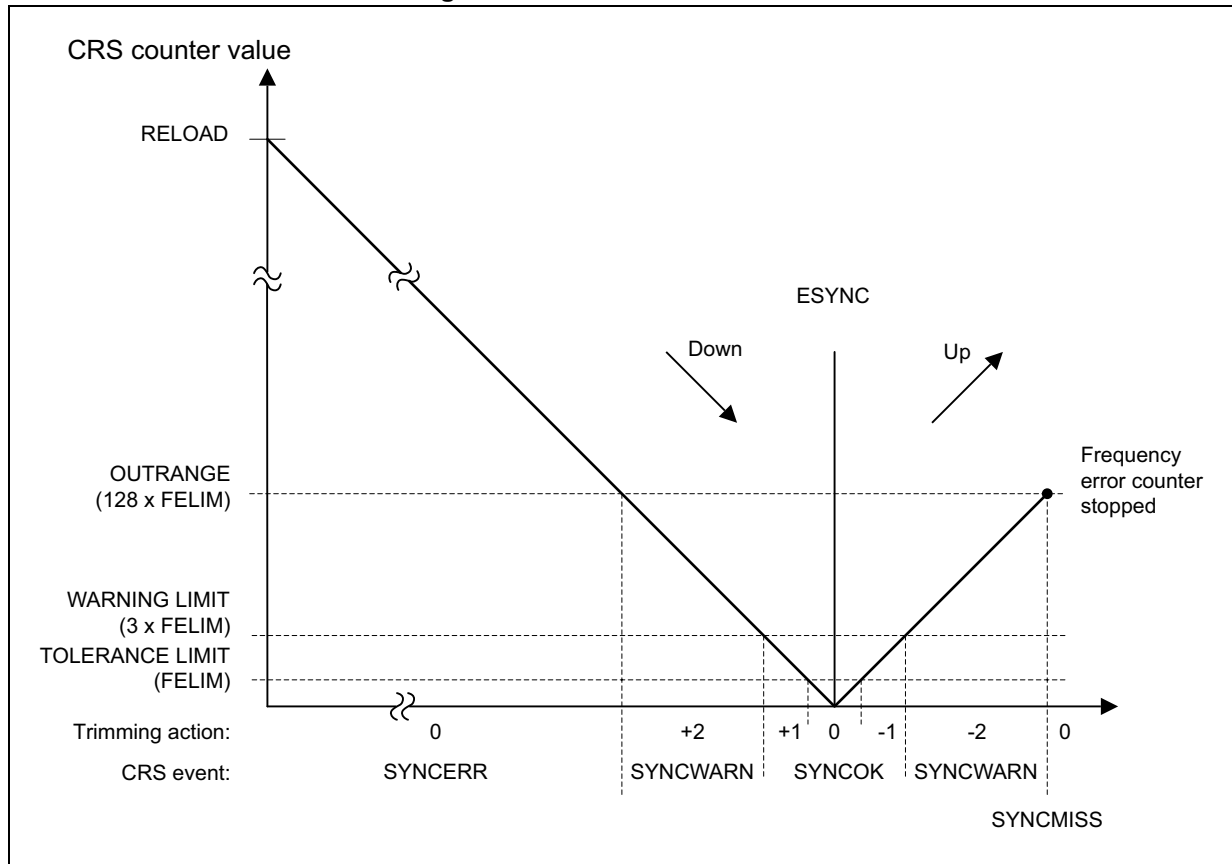 CRS counter value
RELOAD
ESYNC
Down
Up
Frequency
error counter
stopped
OUTRANGE
(128 x FELIM)
WARNING LIMIT
(3 x FELIM)
TOLERANCE LIMIT
(FELIM)
Trimming action: 0 +2 +1 0 -1 -2 0
CRS event: SYNCERR SYNCWARN SYNCOK SYNCWARN
SYNCMISS